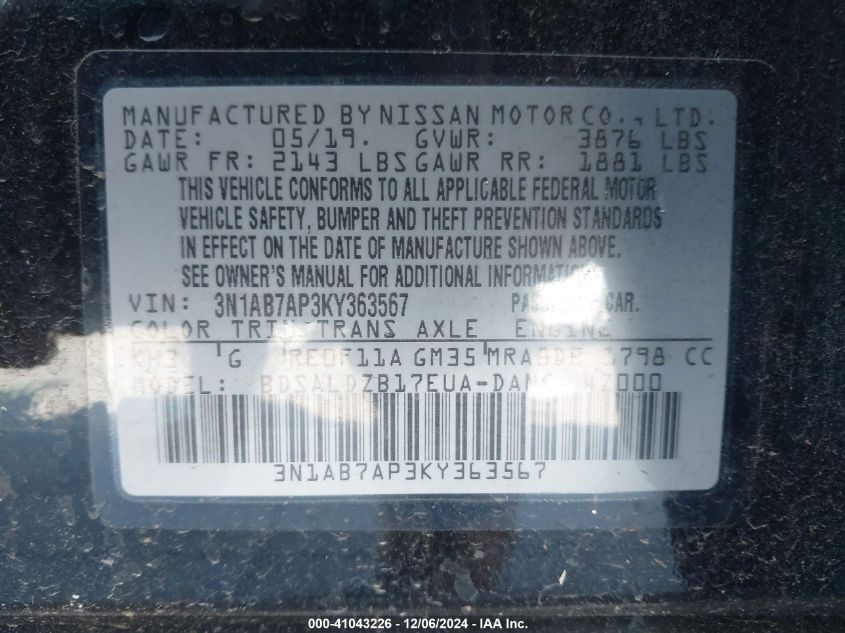 MANUFACTURED BY NISSAN MOTOR CO., LTD.
DATE: 05/19. GVWR: 3876 LBS
GAWR FR: 2143 LBS GAWR RR: 1881 LBS
THIS VEHICLE CONFORMS TO ALL APPLICABLE FEDERAL MOTOR
VEHICLE SAFETY, BUMPER AND THEFT PREVENTION STANDARDS
IN EFFECT ON THE DATE OF MANUFACTURE SHOWN ABOVE.
SEE OWNER'S MANUAL FOR ADDITIONAL INFORMATION.
VIN: 3N1AB7AP3KY363567 CAR.
COLOR TRIM TRANS AXLE ENGINE
G RE0F11A GM35 1798 CC
MODEL:
3N1AB7AP3KY363567
000-41043226 - 12/06/2024 - IAA Inc.